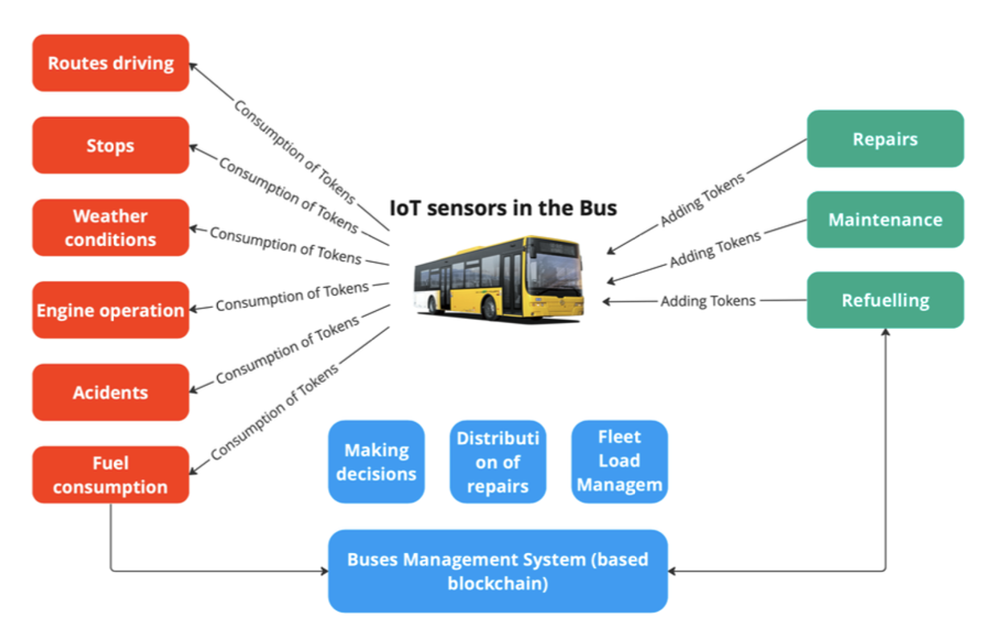 Routes driving
Consumption of Tokens
Stops
Consumption of Tokens
Weather
conditions
Consumption of Tokens
Engine operation
Consumption of Tokens
Acidents
Consumption of Tokens
Fuel
consumption
Consumption of Tokens
IoT sensors in the Bus
Repairs
Adding Tokens
Maintenance
Adding Tokens
Refuelling
Adding Tokens
Making
decisions
Distributi
on of
repairs
Fleet
Load
Managem
Buses Management System (based
blockchain)